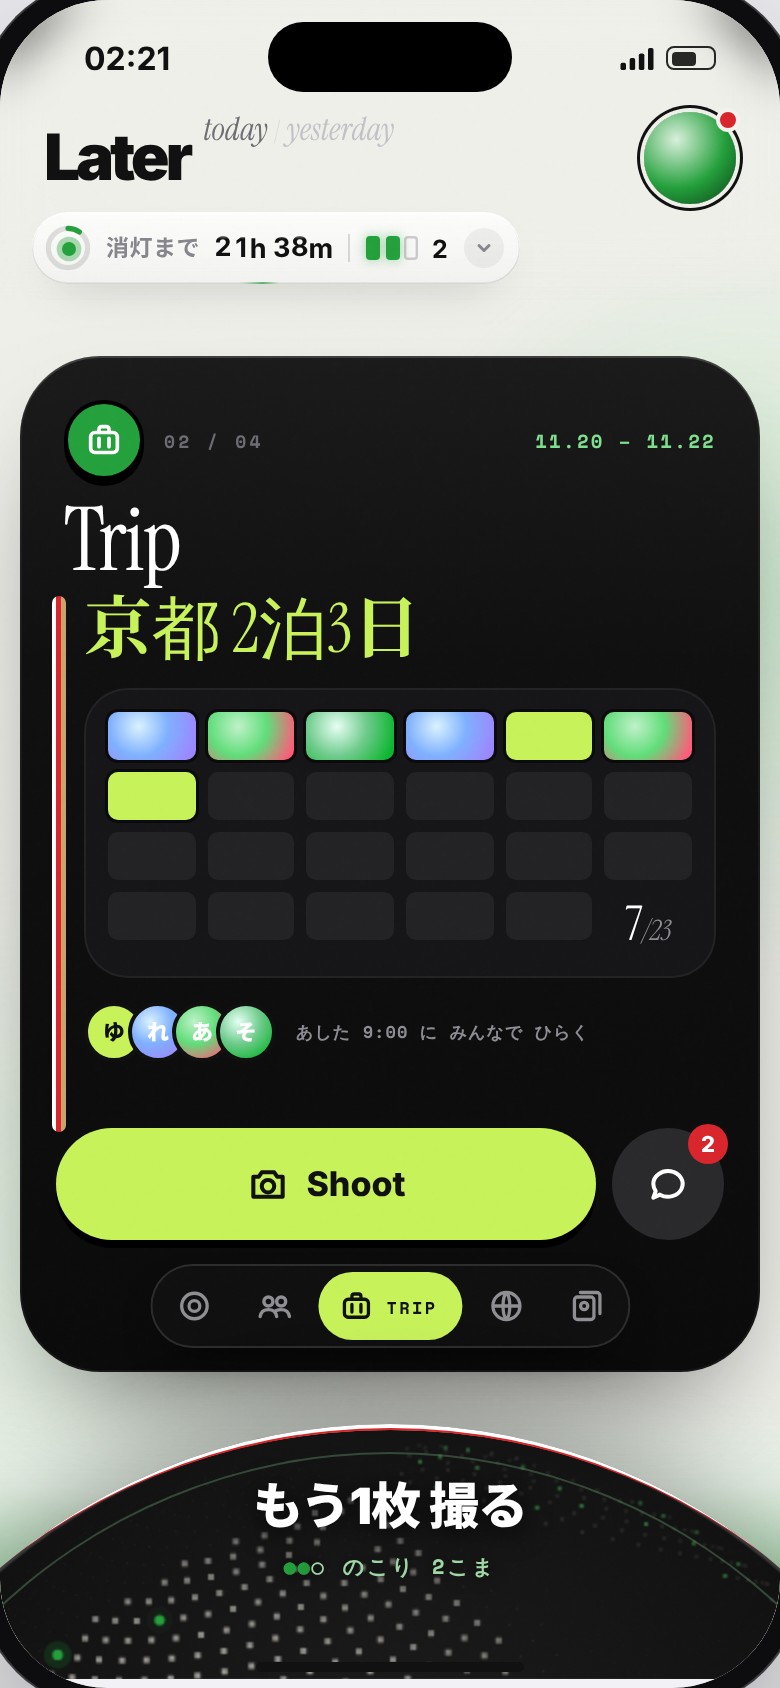 02:21
Later today / yesterday
消灯まで 21h 38m 2
02 / 04 11.20 – 11.22
Trip
京都 2泊3日
7/23
ゆ れ あ そ あした 9:00 に みんなで ひらく
Shoot 2
TRIP
もう1枚 撮る
のこり 2こま